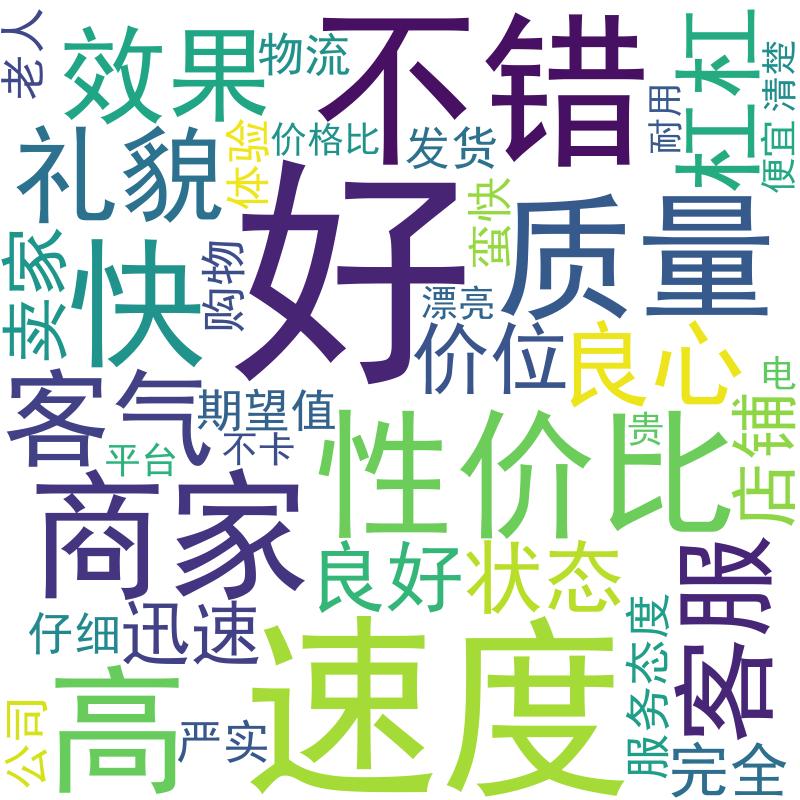 老人
效果
物流
不错
杠杠
清楚
礼貌
体验
价格比
发货
耐用
便宜
好
蛮快
质量
卖家
快
购物
漂亮
价位
良心
电
客气
期望值
不卡
平台
性价比
贵
店铺
商家
良好
状态
客服
仔细
迅速
速度
服务态度
公司
高
严实
完全